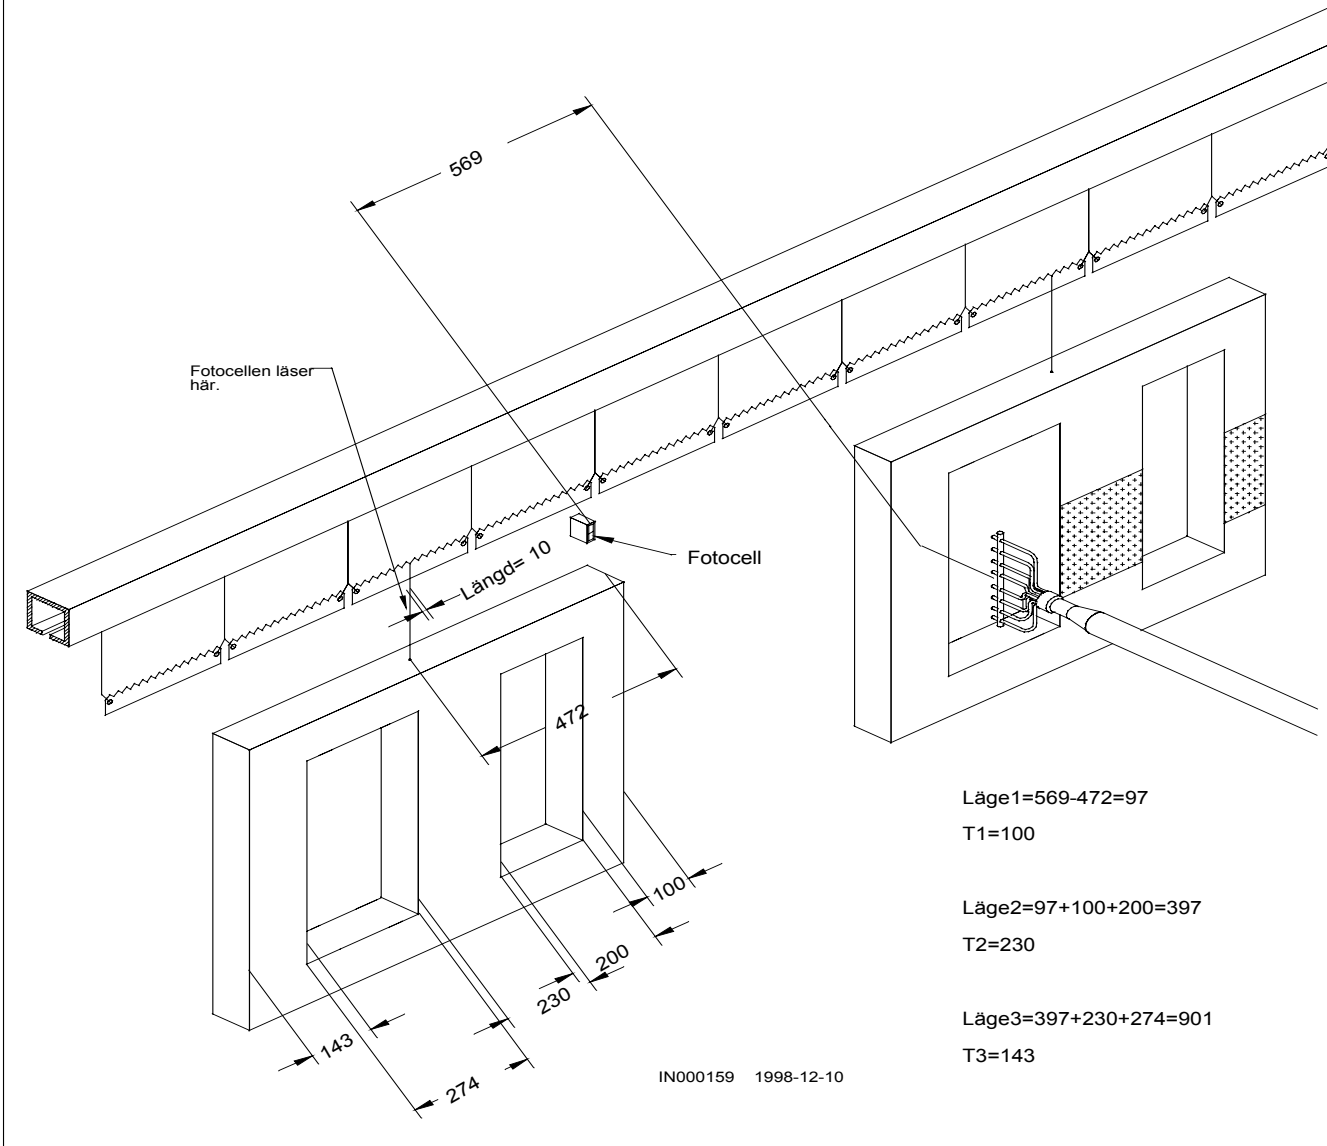 569
Fotocellen läser
här.
Längd= 10
Fotocell
472
Läge1=569-472=97
T1=100
100
Läge2=97+100+200=397
T2=230
200
230
Läge3=397+230+274=901
143
T3=143
274
IN000159 1998-12-10